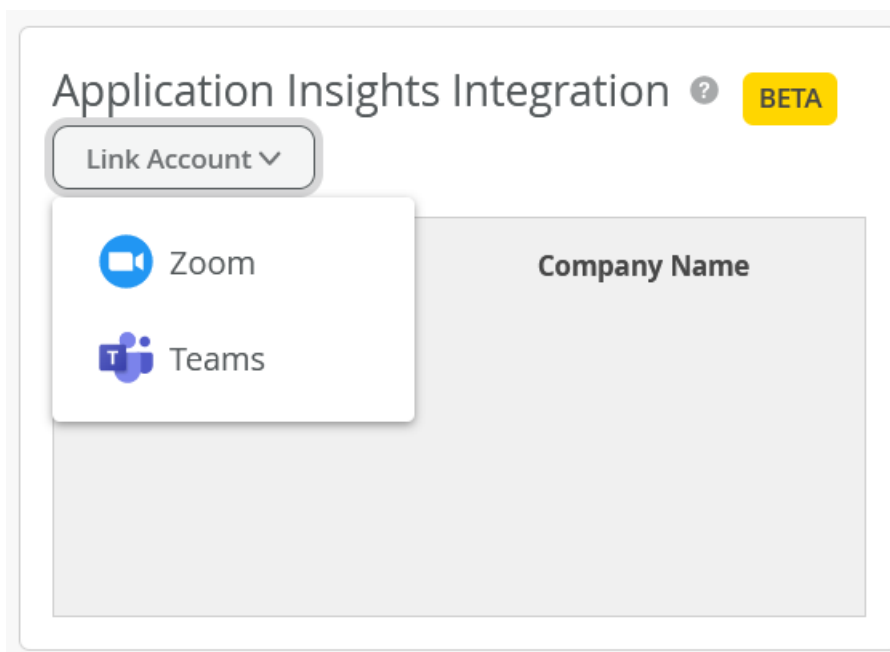 Application Insights Integration ? BETA
Link Account
Zoom
Company Name
T Teams